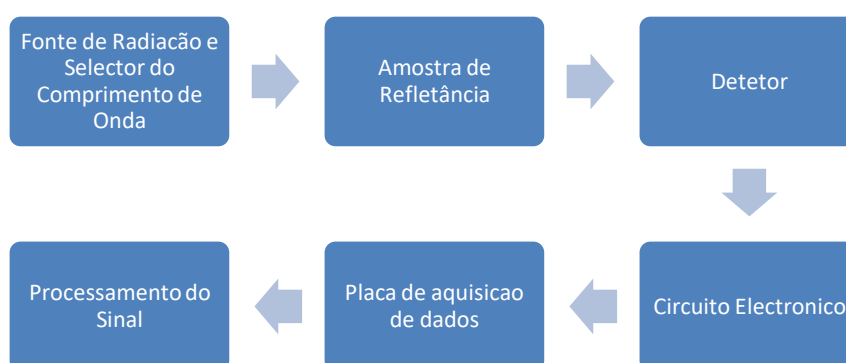 Fonte de Radiacão e
Selector do
Comprimento de
Onda
Amostra de
Refletância
Detetor
Processamento do
Sinal
Placa de aquisicao
de dados
Circuito Electronico